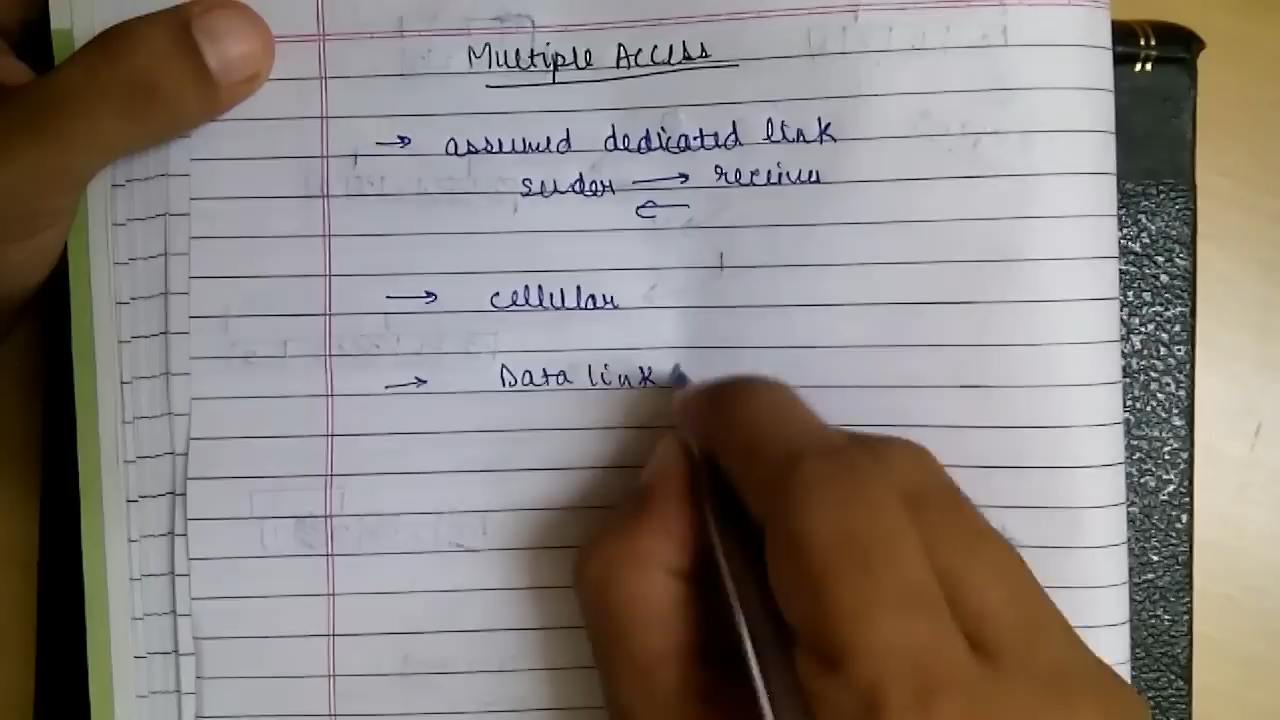 Multiple Access
→ assumed dedicated link
sender → receiver
←
→ cellular
→ Data link